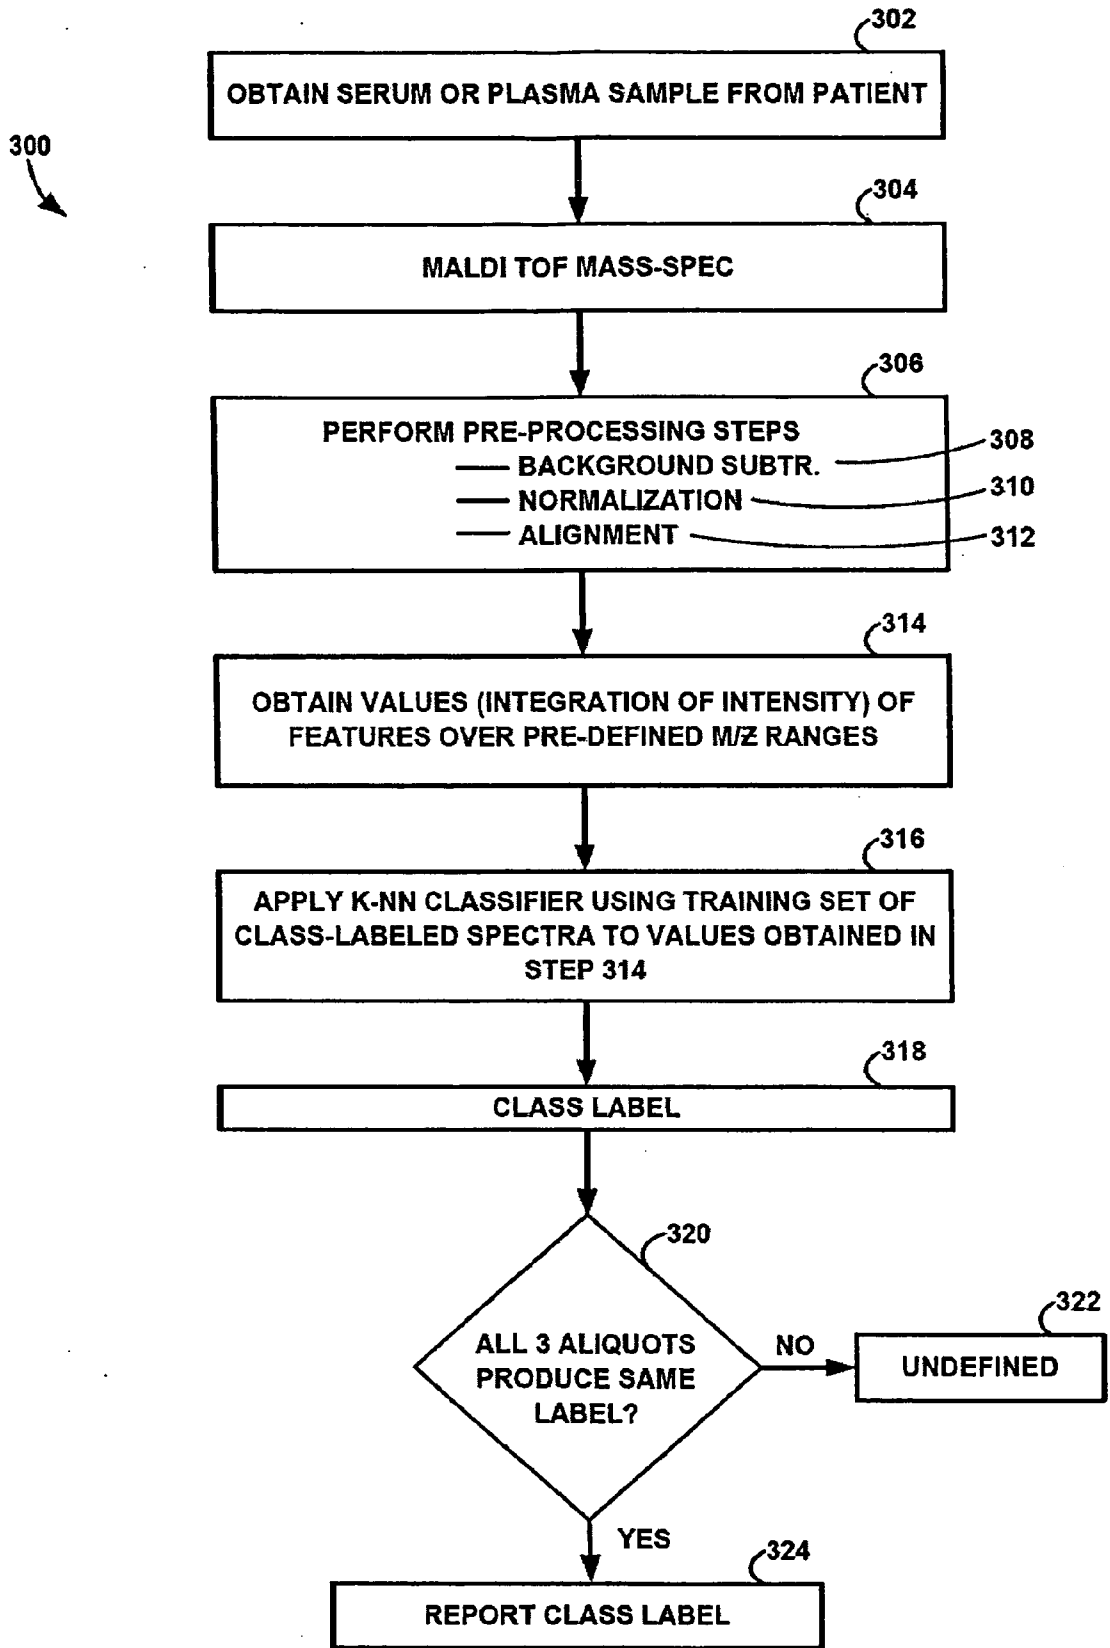 302
OBTAIN SERUM OR PLASMA SAMPLE FROM PATIENT
300
304
MALDI TOF MASS-SPEC
306
PERFORM PRE-PROCESSING STEPS
— BACKGROUND SUBTR.
308
— NORMALIZATION
310
— ALIGNMENT
312
314
OBTAIN VALUES (INTEGRATION OF INTENSITY) OF
FEATURES OVER PRE-DEFINED M/Z RANGES
316
APPLY K-NN CLASSIFIER USING TRAINING SET OF
CLASS-LABELED SPECTRA TO VALUES OBTAINED IN
STEP 314
318
CLASS LABEL
320
ALL 3 ALIQUOTS
PRODUCE SAME
LABEL?
NO
322
UNDEFINED
YES
324
REPORT CLASS LABEL